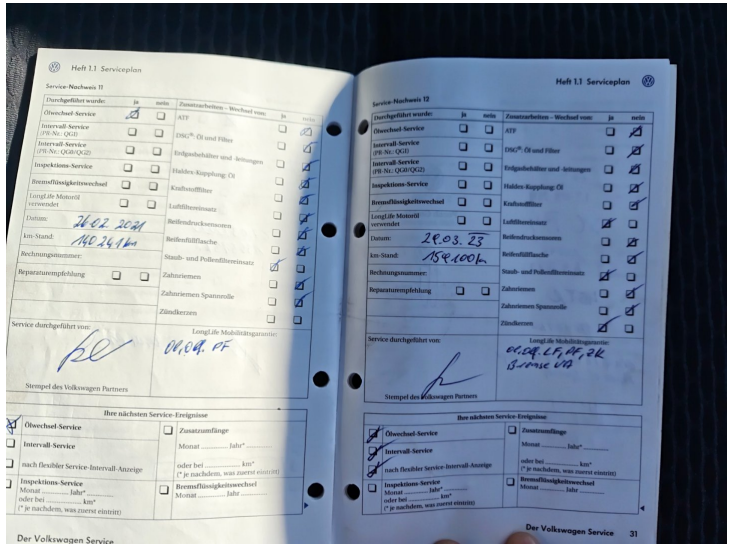 Heft 1.1 Serviceplan
Service-Nachweis 11
Durchgeführt wurde: ja nein
Ölwechsel-Service
Intervall-Service
(PR-Nr.: QG1)
Intervall-Service
(PR-Nr.: QG0/QG2)
Inspektions-Service
Bremsflüssigkeitswechsel
LongLife Motoröl
verwendet
Datum: 26.02. 2021
km-Stand: 140 241 km
Rechnungsnummer:
Reparaturempfehlung
Zusatzarbeiten – Wechsel von: ja nein
ATF
DSG®: Öl und Filter
Erdgasbehälter und -leitungen
Haldex-Kupplung: Öl
Kraftstofffilter
Luftfiltereinsatz
Reifendrucksensoren
Reifenfüllflasche
Staub- und Pollenfiltereinsatz
Zahnriemen
Zahnriemen Spannrolle
Zündkerzen
Service durchgeführt von:
Stempel des Volkswagen Partners
LongLife Mobilitätsgarantie:
Ihre nächsten Service-Ereignisse
Ölwechsel-Service
Intervall-Service
nach flexibler Service-Intervall-Anzeige
Inspektions-Service
Monat Jahr*
oder bei km*
(* je nachdem, was zuerst eintritt)
Zusatzumfänge
Monat Jahr*
oder bei km*
(* je nachdem, was zuerst eintritt)
Bremsflüssigkeitswechsel
Monat Jahr
Der Volkswagen Service
Heft 1.1 Serviceplan
Service-Nachweis 12
Durchgeführt wurde: ja nein
Ölwechsel-Service
Intervall-Service
(PR-Nr.: QG1)
Intervall-Service
(PR-Nr.: QG0/QG2)
Inspektions-Service
Bremsflüssigkeitswechsel
LongLife Motoröl
verwendet
Datum: 03. 23
km-Stand:
Rechnungsnummer:
Reparaturempfehlung
Zusatzarbeiten – Wechsel von: ja nein
ATF
DSG®: Öl und Filter
Erdgasbehälter und -leitungen
Haldex-Kupplung: Öl
Kraftstofffilter
Luftfiltereinsatz
Reifendrucksensoren
Reifenfüllflasche
Staub- und Pollenfiltereinsatz
Zahnriemen
Zahnriemen Spannrolle
Zündkerzen
Service durchgeführt von:
Stempel des Volkswagen Partners
LongLife Mobilitätsgarantie:
Bremse VA
Ihre nächsten Service-Ereignisse
Ölwechsel-Service
Intervall-Service
nach flexibler Service-Intervall-Anzeige
Inspektions-Service
Monat Jahr*
oder bei km*
(* je nachdem, was zuerst eintritt)
Zusatzumfänge
Monat Jahr*
oder bei km*
(* je nachdem, was zuerst eintritt)
Bremsflüssigkeitswechsel
Monat Jahr
Der Volkswagen Service 31